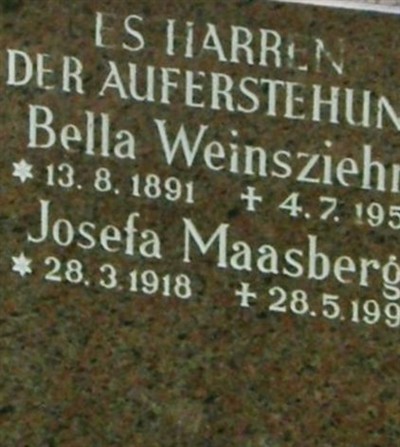 ES HARREN
DER AUFERSTEHUN
Bella Weinsziehr
* 13. 8. 1891 ✝ 4. 7. 195
Josefa Maasberg
* 28. 3. 1918 ✝ 28. 5. 199